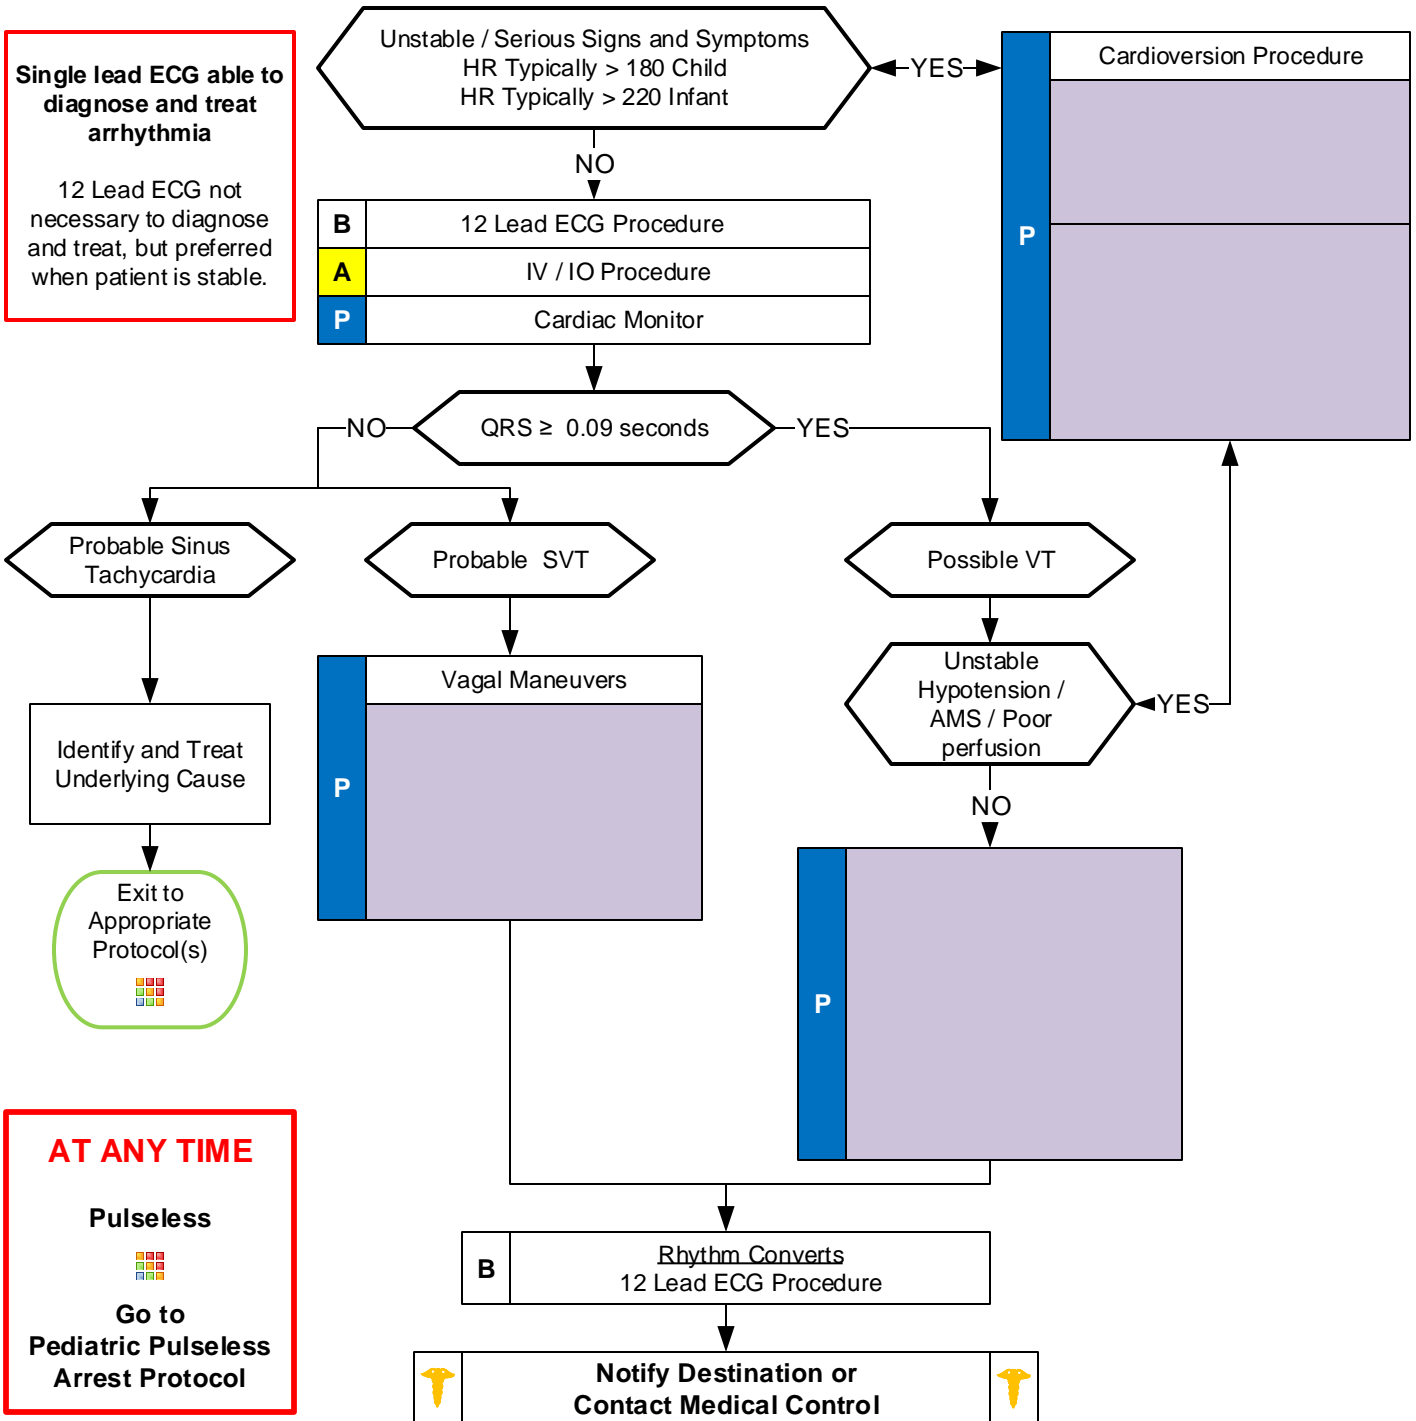 Single lead ECG able to
diagnose and treat
arrhythmia
12 Lead ECG not
necessary to diagnose
and treat, but preferred
when patient is stable.
Unstable / Serious Signs and Symptoms
HR Typically > 180 Child
HR Typically > 220 Infant
YES
Cardioversion Procedure
P
NO
B
12 Lead ECG Procedure
A
IV / IO Procedure
P
Cardiac Monitor
NO
QRS ≥ 0.09 seconds
YES
Probable Sinus
Tachycardia
Probable SVT
Possible VT
Identify and Treat
Underlying Cause
Vagal Maneuvers
P
Unstable
Hypotension /
AMS / Poor
perfusion
YES
NO
Exit to
Appropriate
Protocol(s)
P
AT ANY TIME
Pulseless
Go to
Pediatric Pulseless
Arrest Protocol
B
Rhythm Converts
12 Lead ECG Procedure
Notify Destination or
Contact Medical Control